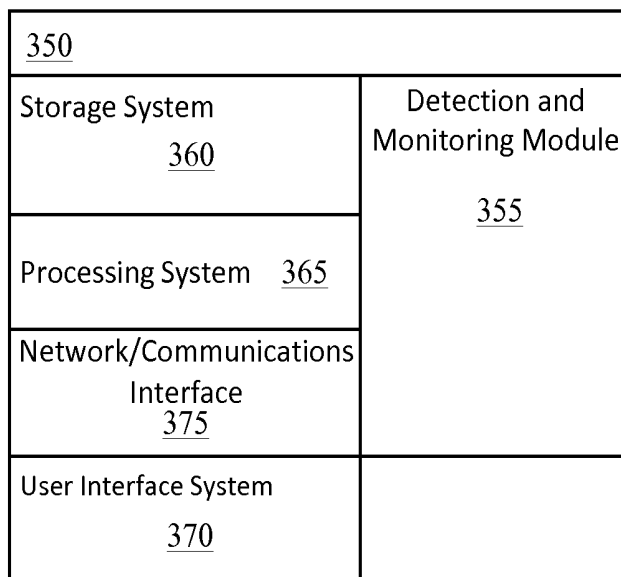 350
Storage System
360
Detection and
Monitoring Module
355
Processing System 365
Network/Communications
Interface
375
User Interface System
370